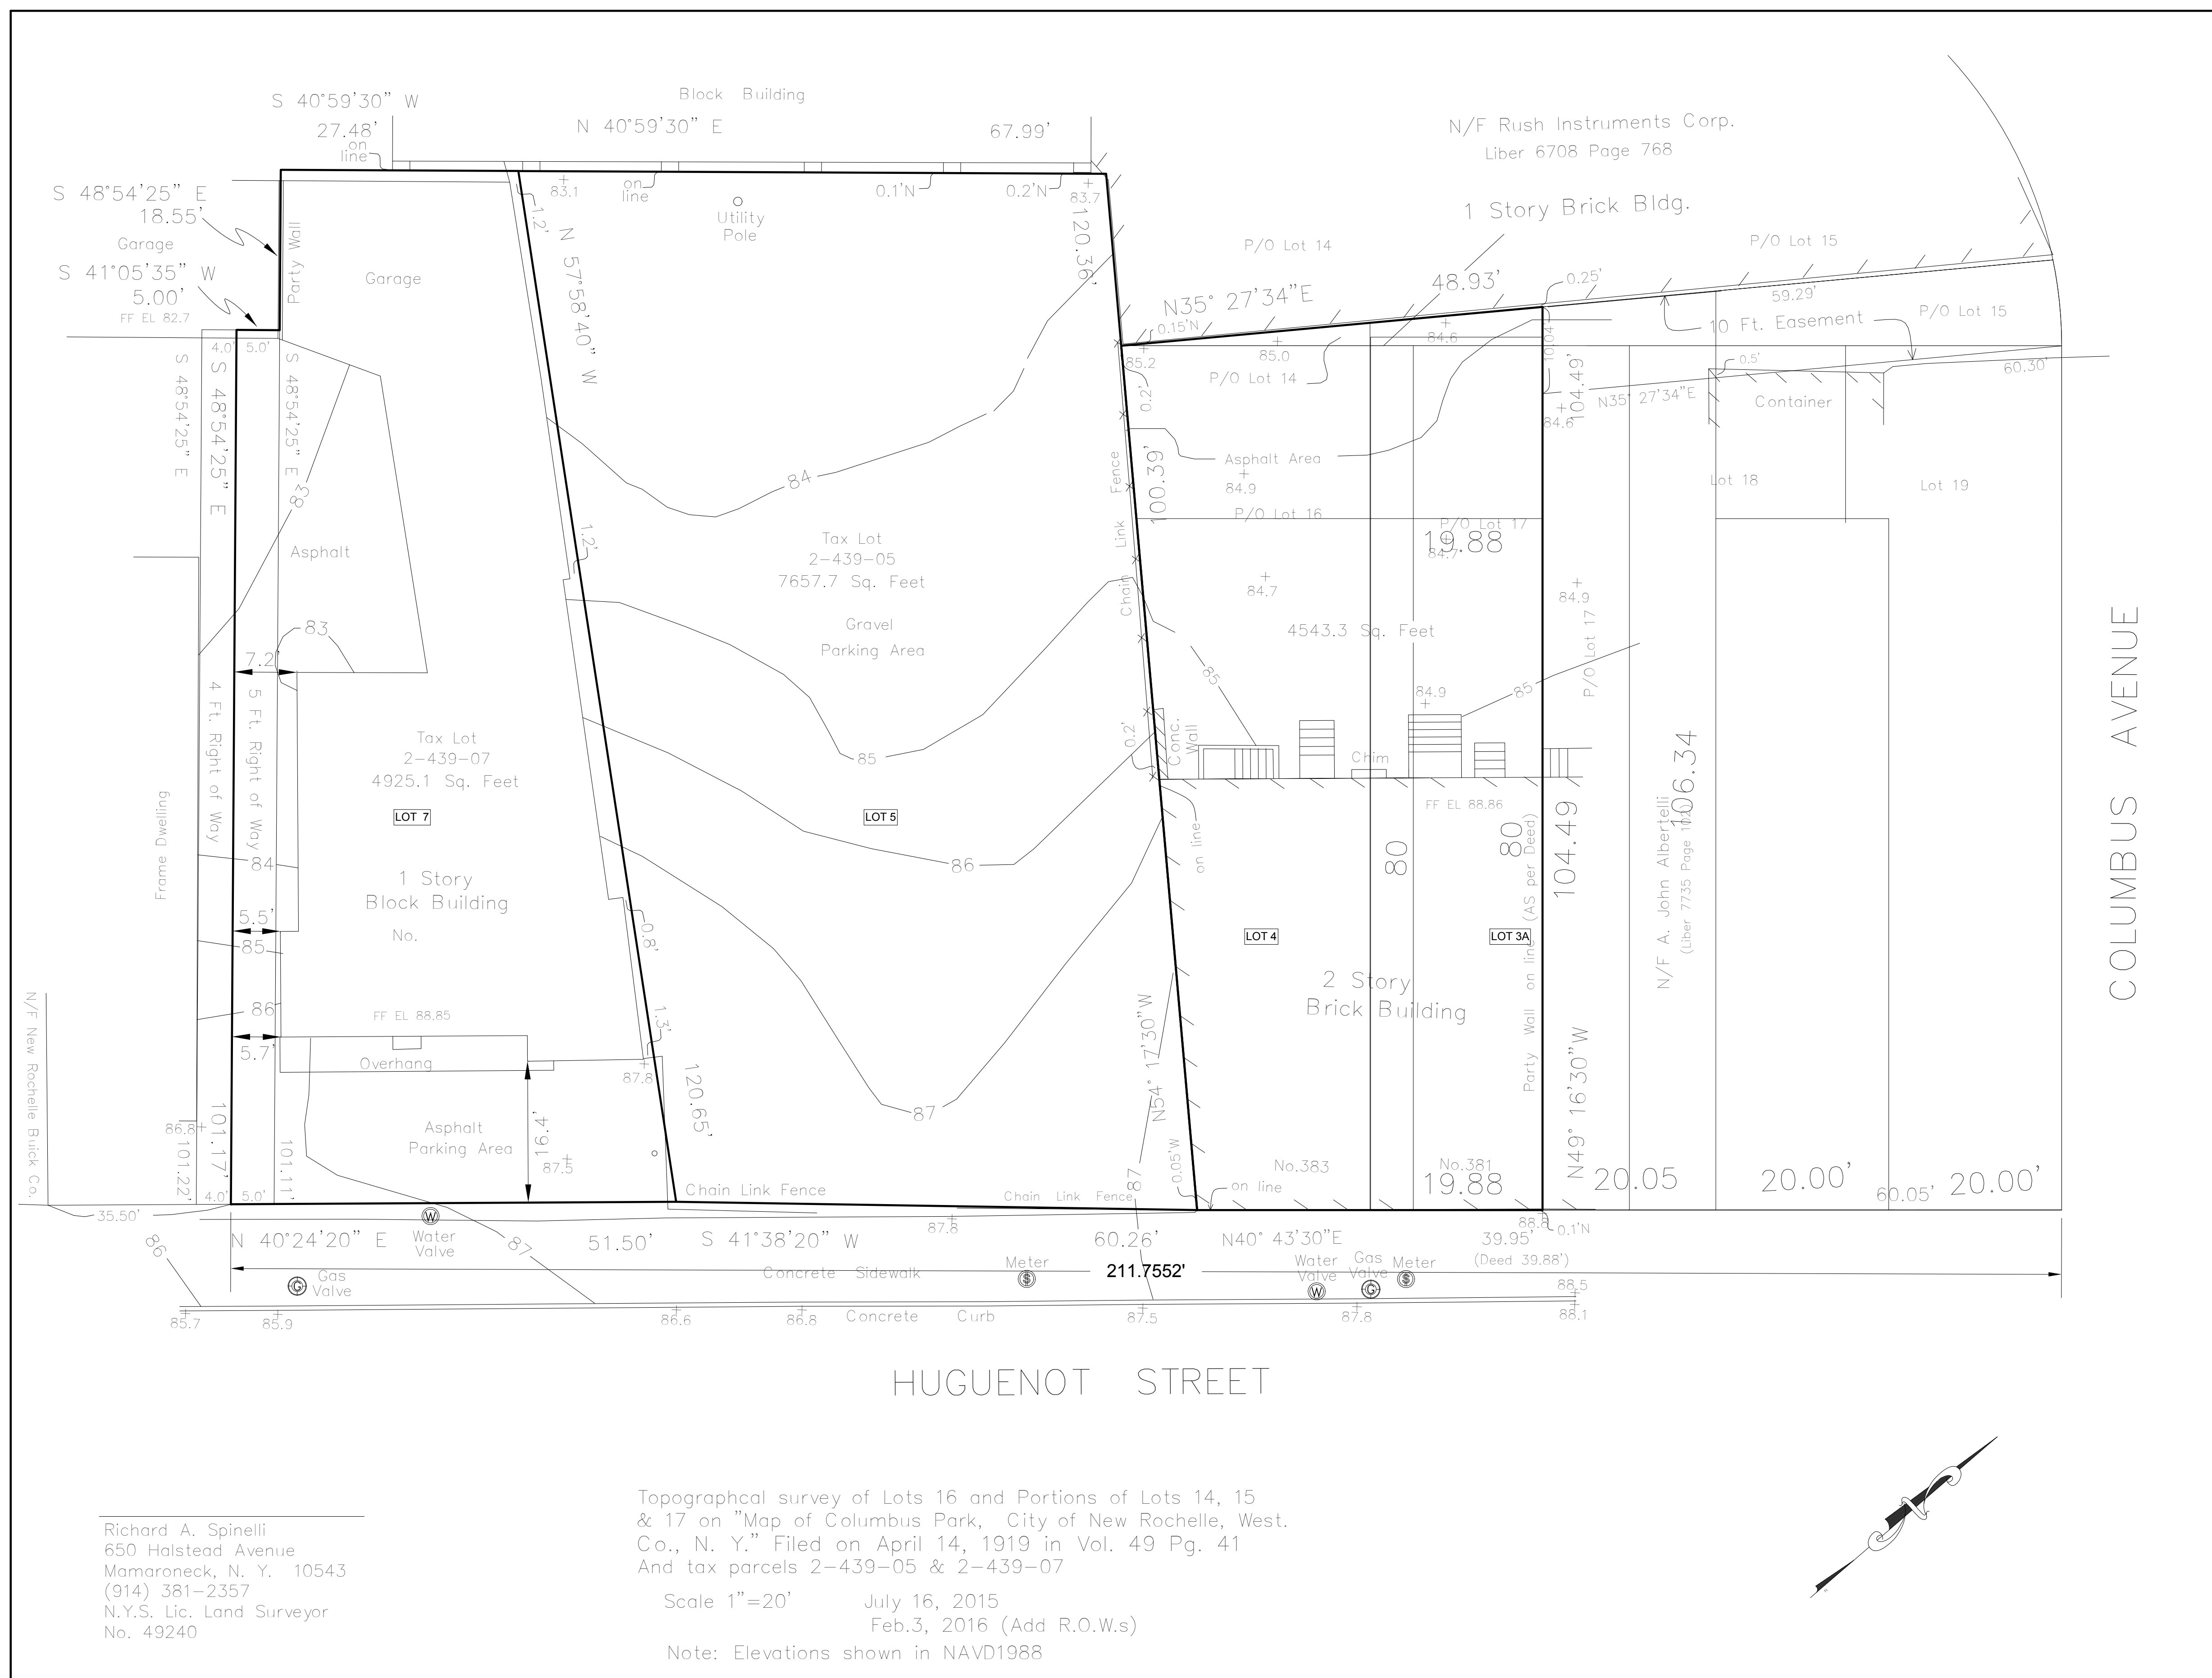 S 40°59'30" W
27.48'
on
line
Block Building
N 40°59'30" E
67.99'
N/F Rush Instruments Corp.
Liber 6708 Page 768
1 Story Brick Bldg.
S 48°54'25" E
18.55'
Garage
S 41°05'35" W
5.00'
FF EL 82.7
Party Wall
Garage
83.1
1.2'
on
line
Utility
Pole
0.1'N
0.2'N
83.7
120.36'
N 57°58'40" W
P/O Lot 14
P/O Lot 15
N35° 27'34"E
48.93'
0.25'
59.29'
P/O Lot 15
10 Ft. Easement
0.15'N
85.2
85.0
84.6
10.04'
P/O Lot 14
0.2'
104.49'
84.6
N35° 27'34"E
0.5'
Container
60.30'
4.0'
5.0'
S 48°54'25" E
S 48°54'25" E
S 48°54'25" E
83
Asphalt
83
84
1.2'
Tax Lot
2-439-05
7657.7 Sq. Feet
Gravel
Parking Area
Chain Link Fence
100.39'
Asphalt Area
84.9
P/O Lot 16
P/O Lot 17
19.88
84.7
84.7
84.9
Lot 18
Lot 19
4543.3 Sq. Feet
P/O Lot 17
7.2'
4 Ft. Right of Way
5 Ft. Right of Way
Tax Lot
2-439-07
4925.1 Sq. Feet
LOT 7
LOT 5
85
85
84.9
85
0.2'
Conc.
Wall
Chim
FF EL 88.86
on line
86
Frame Dwelling
84
1 Story
Block Building
No.
5.5'
85
0.8'
80
80
104.49
106.34
N/F A. John Albertelli
(Liber 7735 Page 102)
COLUMBUS AVENUE
LOT 4
LOT 3A
2 Story
Brick Building
Party Wall on line (AS per Deed)
N/F New Rochelle Buick Co.
86
FF EL 88.85
5.7'
Overhang
1.3'
87.8
120.65'
87
N54° 17'30"W
N49° 16'30"W
86.8
101.22'
101.17'
101.11'
Asphalt
Parking Area
16.4'
87.5
87
0.05'W
No.383
No.381
19.88
20.05
20.00'
60.05'
20.00'
4.0'
5.0'
Chain Link Fence
Chain Link Fence
on line
35.50'
87.8
88.8
0.1'N
86
N 40°24'20" E
Water
Valve
87
51.50'
S 41°38'20" W
60.26'
N40° 43'30"E
39.95'
(Deed 39.88')
Gas
Valve
Concrete Sidewalk
Meter
211.7552'
Water
Valve
Gas
Valve
Meter
88.5
85.7
85.9
86.6
86.8
Concrete Curb
87.5
87.8
88.1
HUGUENOT STREET
Richard A. Spinelli
650 Halstead Avenue
Mamaroneck, N. Y. 10543
(914) 381-2357
N.Y.S. Lic. Land Surveyor
No. 49240
Topographcal survey of Lots 16 and Portions of Lots 14, 15
& 17 on "Map of Columbus Park, City of New Rochelle, West.
Co., N. Y." Filed on April 14, 1919 in Vol. 49 Pg. 41
And tax parcels 2-439-05 & 2-439-07
Scale 1"=20'
July 16, 2015
Feb.3, 2016 (Add R.O.W.s)
Note: Elevations shown in NAVD1988